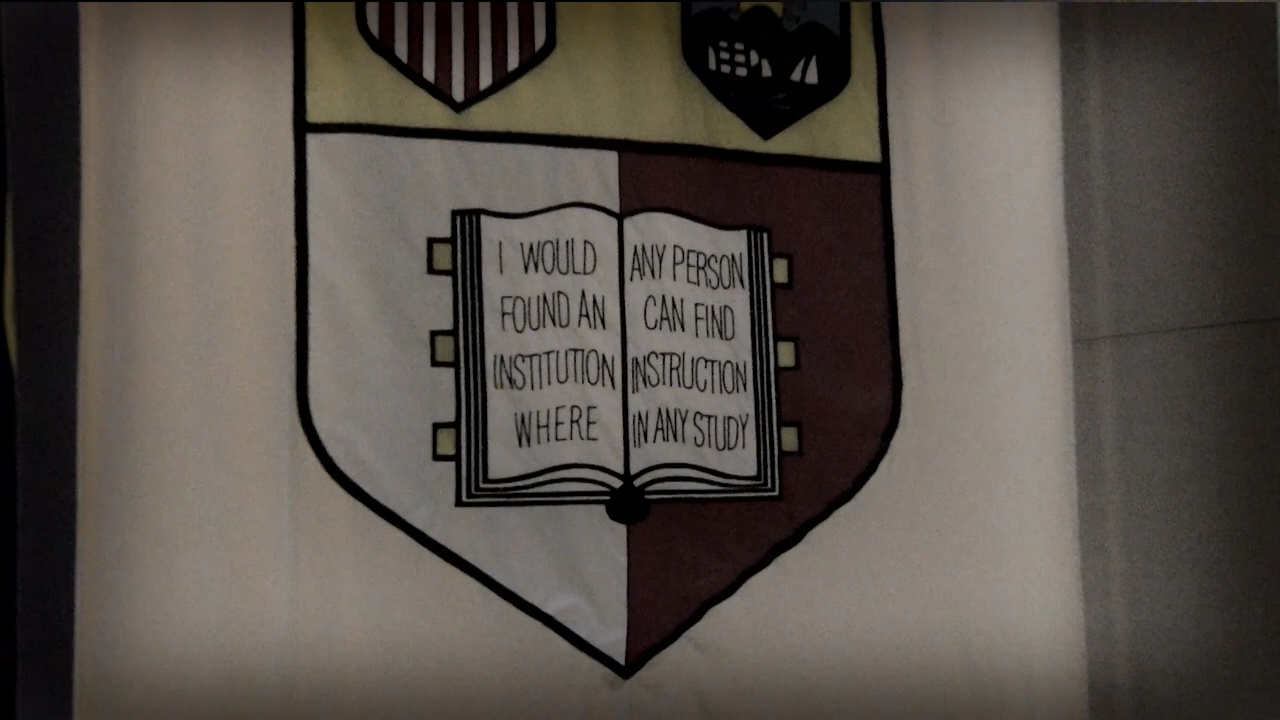 I WOULD
FOUND AN
INSTITUTION
WHERE
ANY PERSON
CAN FIND
INSTRUCTION
IN ANY STUDY